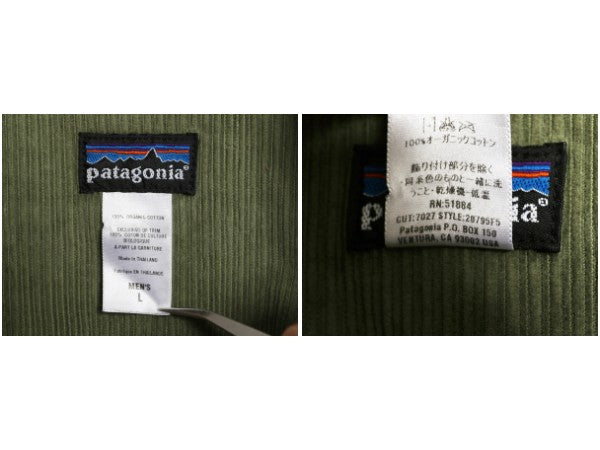 patagonia®
100% ORGANIC COTTON
EXCLUSIVE OF TRIM
100% COTON DE CULTURE
BIOLOGIQUE
À PART LA GARNITURE
Made in THAILAND
Fabriqué EN THAILANDE
MEN'S
L
100%オーガニックコットン
貼り付け部分を除く
・同系色のものと一緒に洗
うこと・乾燥機・低温
RN:51884
CUT:7027 STYLE:28795F5
Patagonia P.O. BOX 150
VENTURA, CA 93002 USA